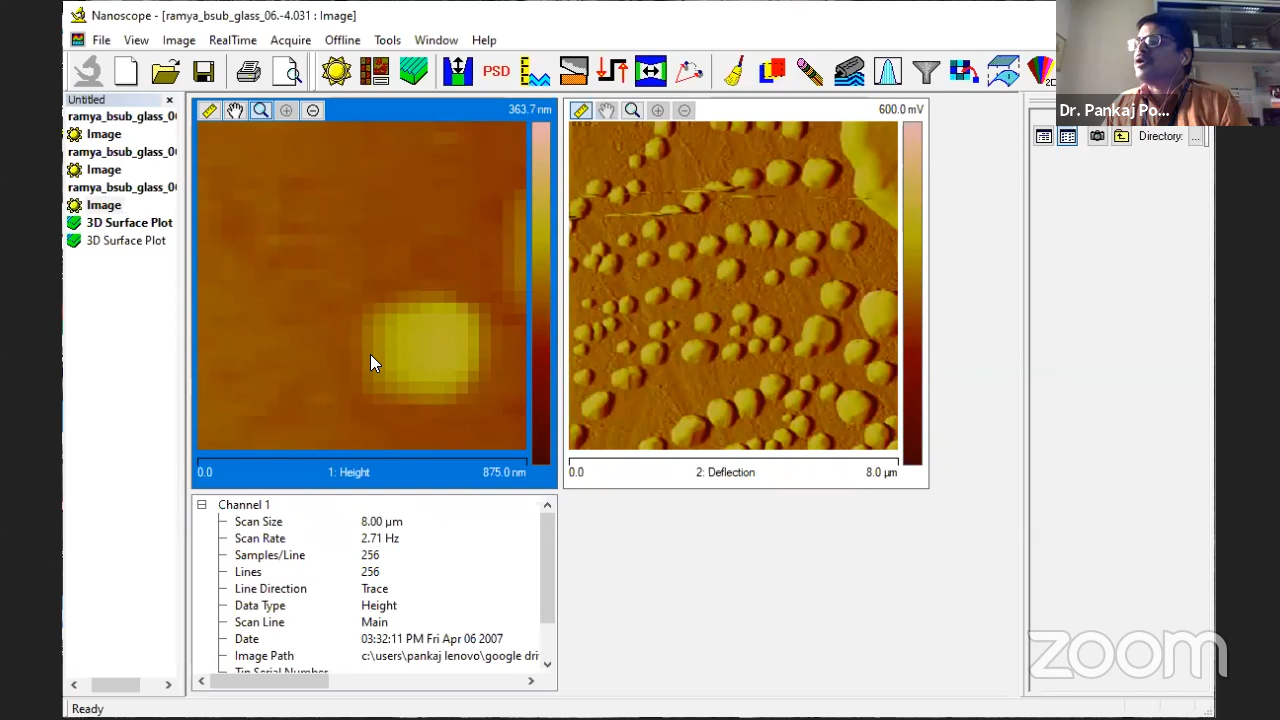 Nanoscope - [ramya_bsub_glass_06.-4.031 : Image]
File View Image RealTime Acquire Offline Tools Window Help
PSD
2D
Dr. Pankaj Po...
Untitled
ramya_bsub_glass_0
Image
ramya_bsub_glass_0
Image
ramya_bsub_glass_0
Image
3D Surface Plot
3D Surface Plot
363.7 nm
0.0 1: Height 875.0 nm
600.0 mV
0.0 2: Deflection 8.0 µm
Directory: ...
Channel 1
Scan Size 8.00 µm
Scan Rate 2.71 Hz
Samples/Line 256
Lines 256
Line Direction Trace
Data Type Height
Scan Line Main
Date 03:32:11 PM Fri Apr 06 2007
Image Path c:\users\pankaj lenovo\google dri
Tip Serial Number
zoom
Ready